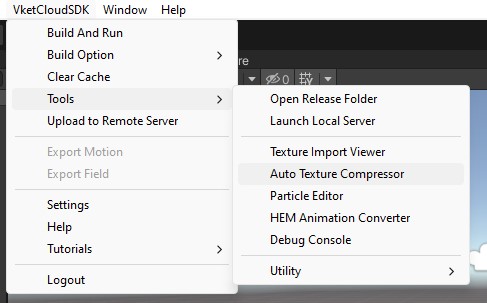 VketCloudSDK Window Help
Build And Run
Build Option
Clear Cache
Tools
Upload to Remote Server
Export Motion
Export Field
Settings
Help
Tutorials
Logout
re
0
Open Release Folder
Launch Local Server
Texture Import Viewer
Auto Texture Compressor
Particle Editor
HEM Animation Converter
Debug Console
Utility